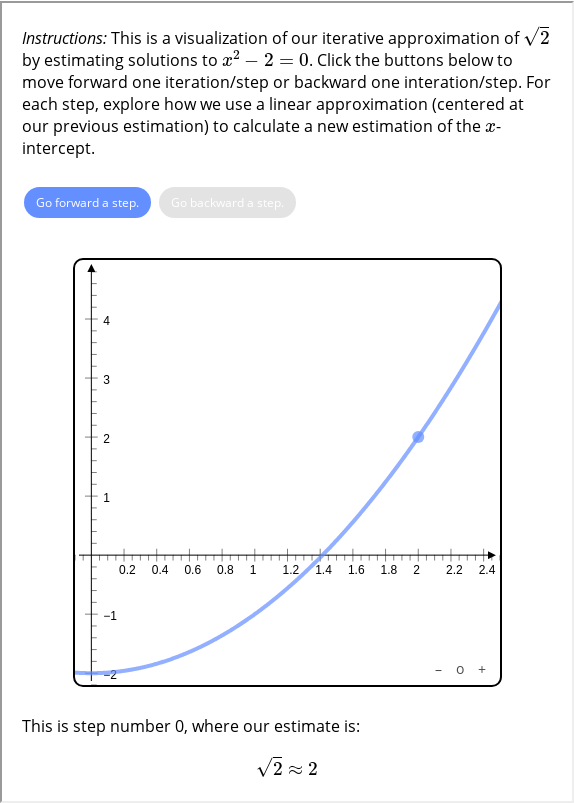 Instructions: This is a visualization of our iterative approximation of √2
by estimating solutions to x² − 2 = 0. Click the buttons below to
move forward one iteration/step or backward one interation/step. For
each step, explore how we use a linear approximation (centered at
our previous estimation) to calculate a new estimation of the x-
intercept.
Go forward a step.
Go backward a step.
4
3
2
1
0.2 0.4 0.6 0.8 1 1.2 1.4 1.6 1.8 2 2.2 2.4
−1
−2
− o +
This is step number 0, where our estimate is:
√2 ≈ 2